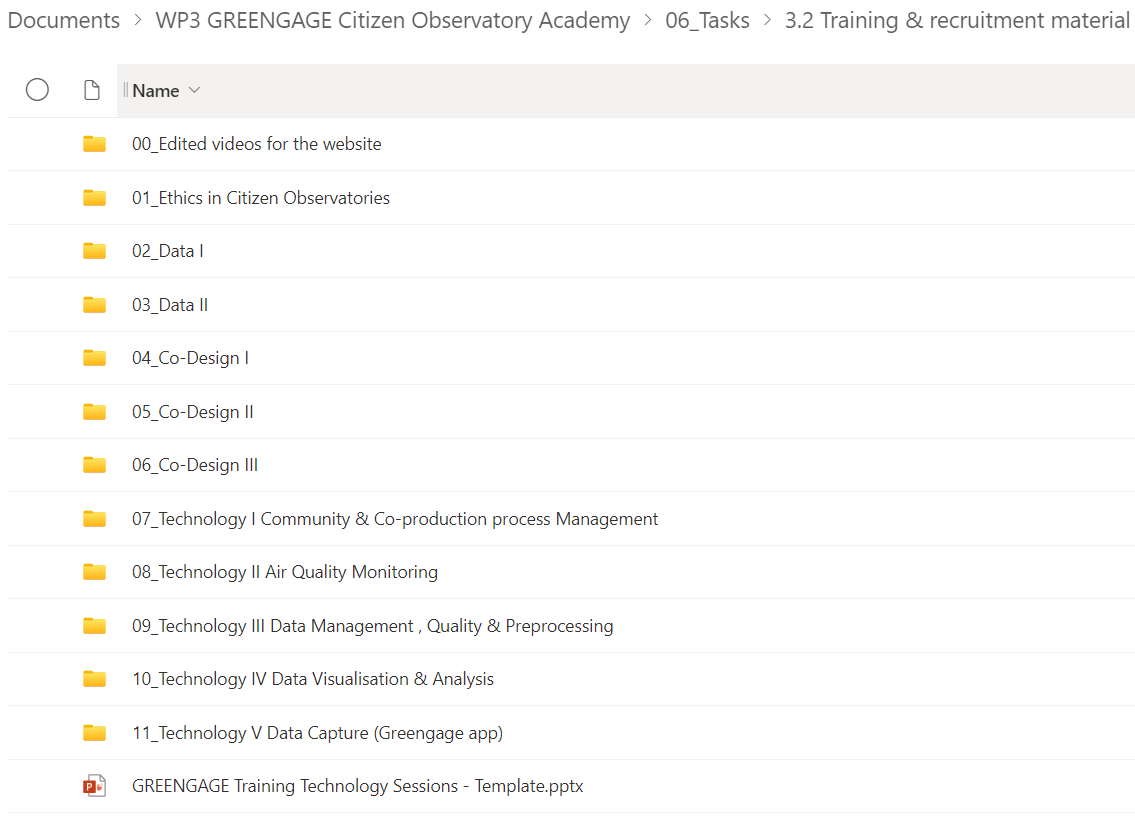 Documents > WP3 GREENGAGE Citizen Observatory Academy > 06_Tasks > 3.2 Training & recruitment material
Name
00_Edited videos for the website
01_Ethics in Citizen Observatories
02_Data I
03_Data II
04_Co-Design I
05_Co-Design II
06_Co-Design III
07_Technology I Community & Co-production process Management
08_Technology II Air Quality Monitoring
09_Technology III Data Management , Quality & Preprocessing
10_Technology IV Data Visualisation & Analysis
11_Technology V Data Capture (Greengage app)
GREENGAGE Training Technology Sessions - Template.pptx